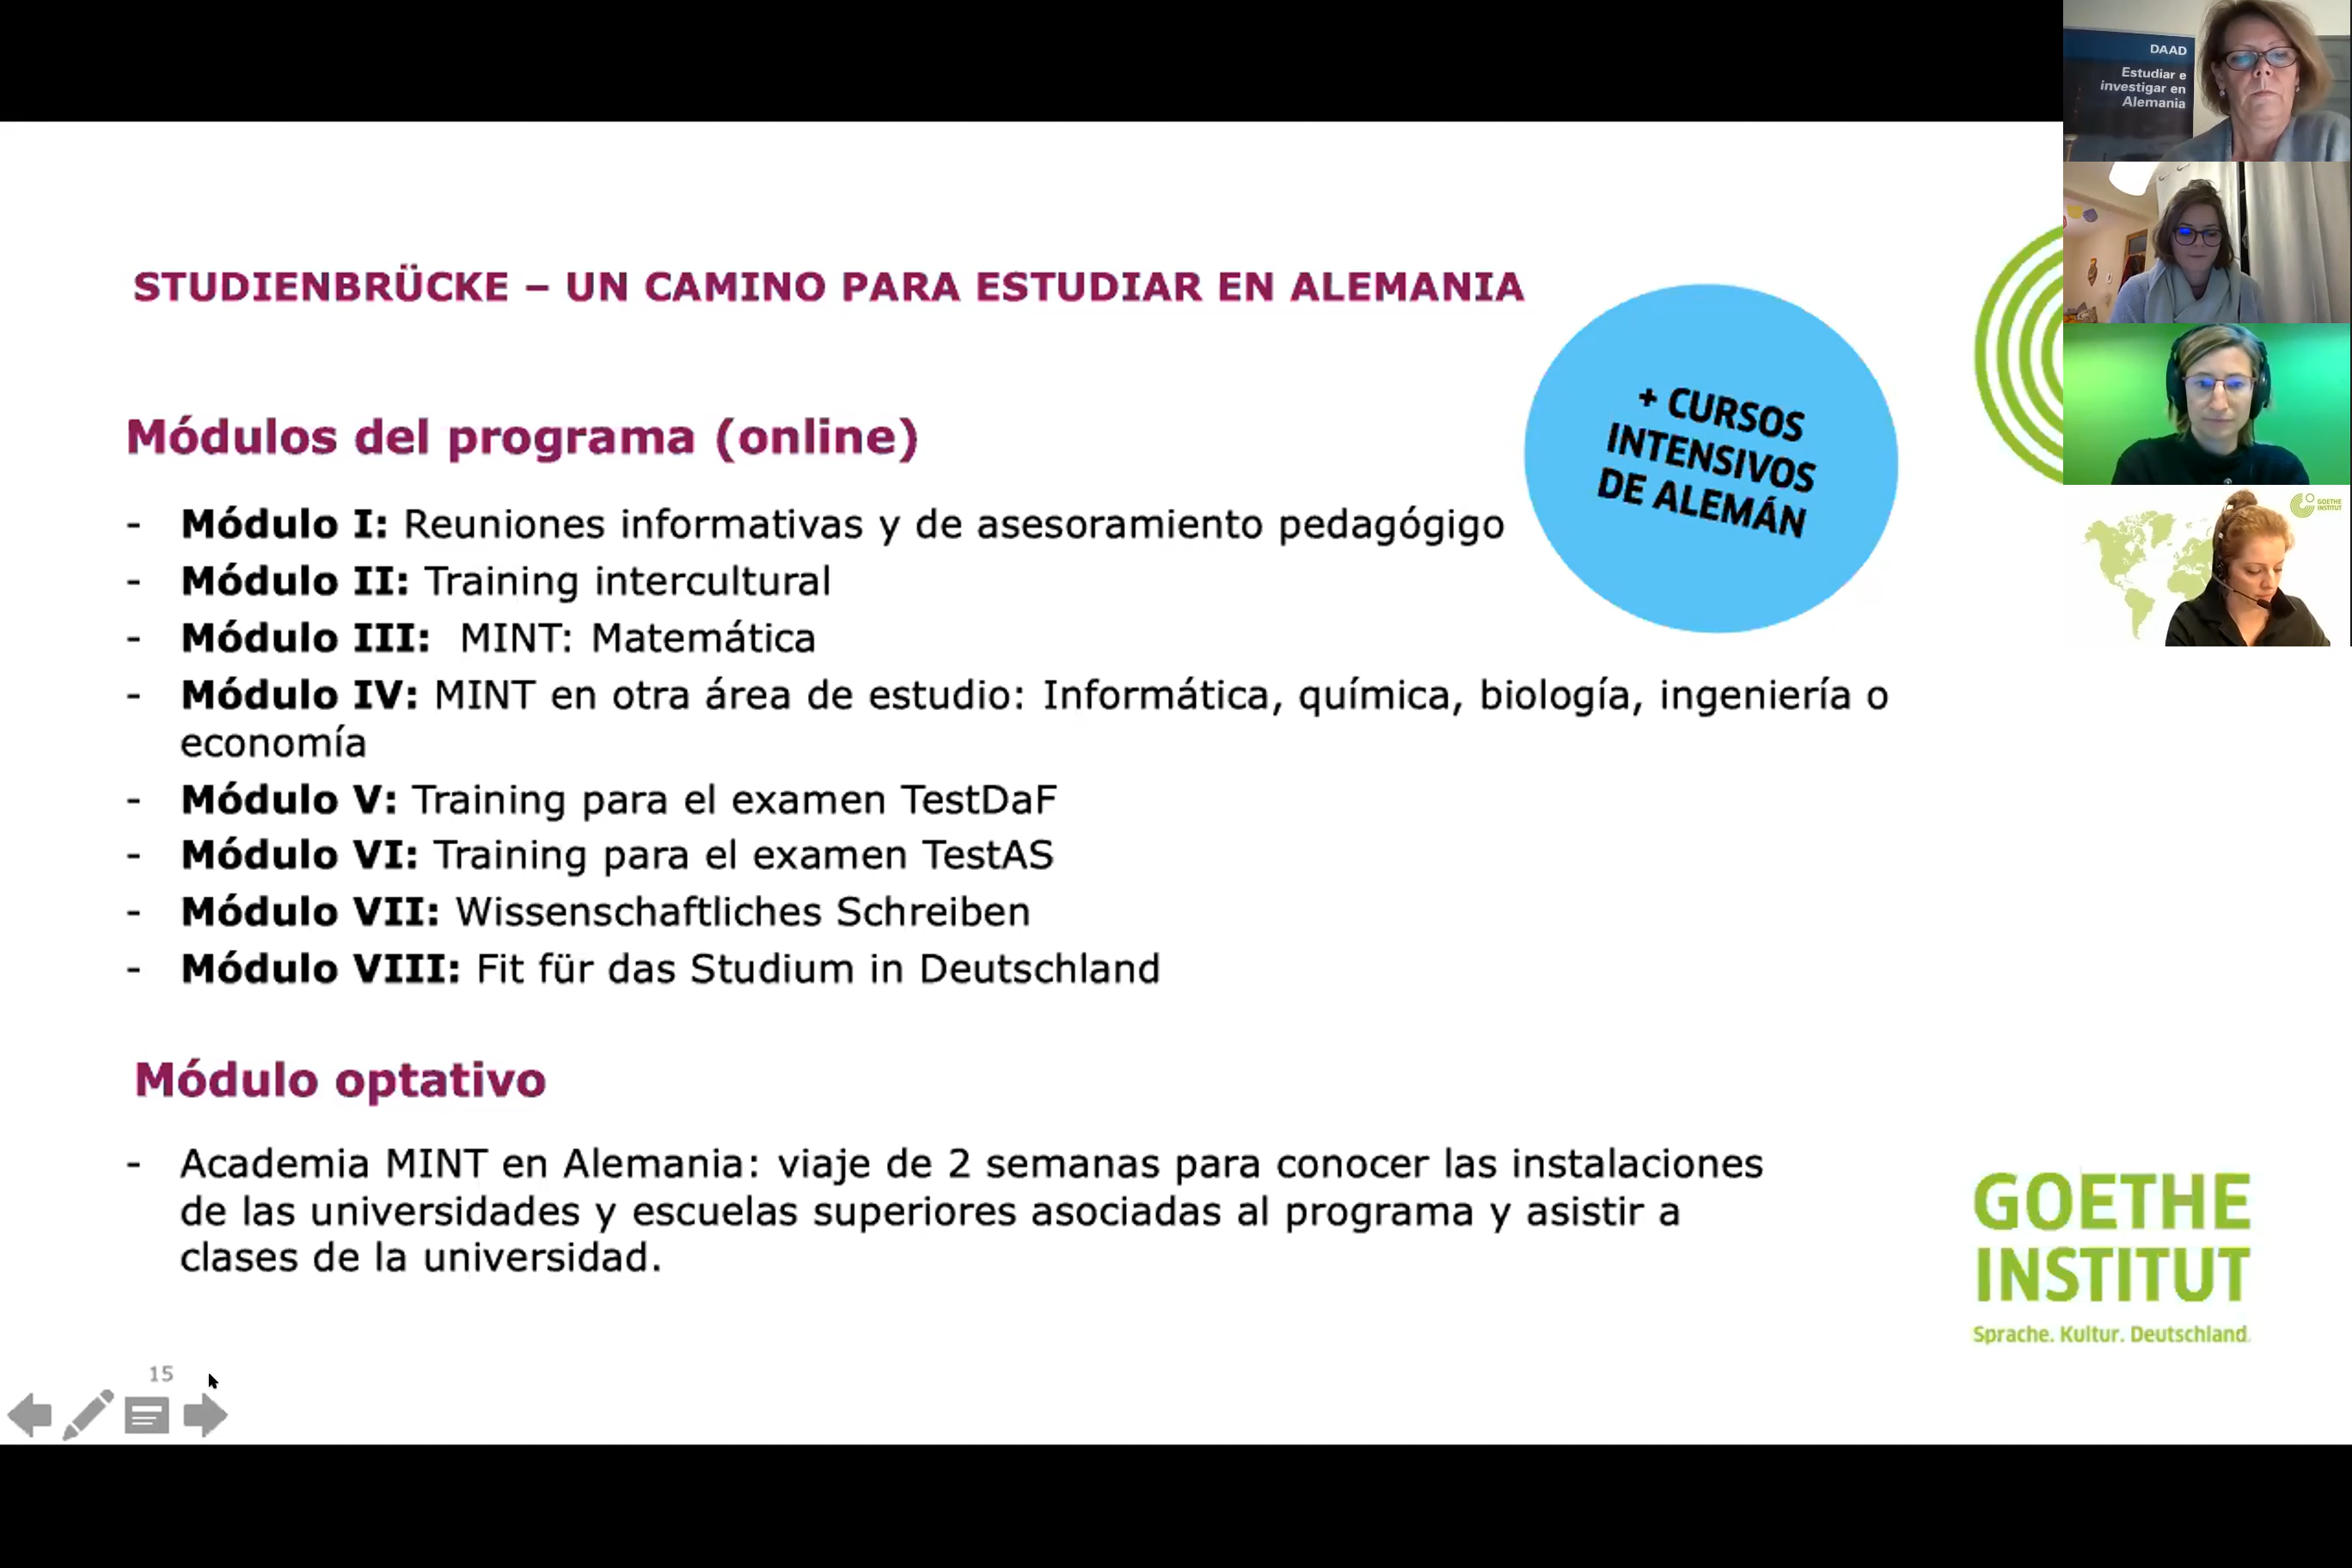 STUDIENBRÜCKE – UN CAMINO PARA ESTUDIAR EN ALEMANIA
Módulos del programa (online)
+ CURSOS
INTENSIVOS
DE ALEMÁN
- Módulo I: Reuniones informativas y de asesoramiento pedagógigo
- Módulo II: Training intercultural
- Módulo III: MINT: Matemática
- Módulo IV: MINT en otra área de estudio: Informática, química, biología, ingeniería o
economía
- Módulo V: Training para el examen TestDaF
- Módulo VI: Training para el examen TestAS
- Módulo VII: Wissenschaftliches Schreiben
- Módulo VIII: Fit für das Studium in Deutschland
Módulo optativo
- Academia MINT en Alemania: viaje de 2 semanas para conocer las instalaciones
de las universidades y escuelas superiores asociadas al programa y asistir a
clases de la universidad.
GOETHE
INSTITUT
Sprache. Kultur. Deutschland.
15
DAAD
Estudiar e
investigar en
Alemania
GOETHE
INSTITUT